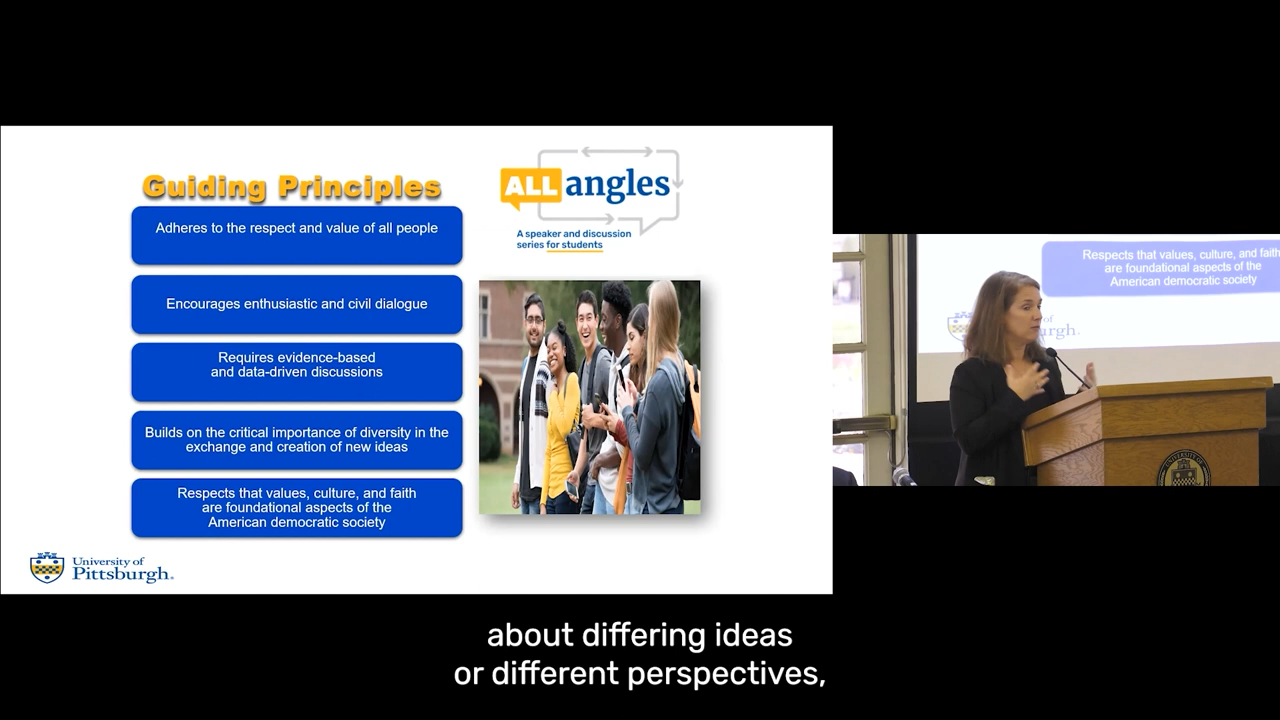 Guiding Principles
Adheres to the respect and value of all people
Encourages enthusiastic and civil dialogue
Requires evidence-based
and data-driven discussions
Builds on the critical importance of diversity in the
exchange and creation of new ideas
Respects that values, culture, and faith
are foundational aspects of the
American democratic society
University of
Pittsburgh.
ALL angles
A speaker and discussion
series for students
Respects that values, culture, and faith
are foundational aspects of the
American democratic society
of
urgh.
UNIVERSITY OF
about differing ideas
or different perspectives,